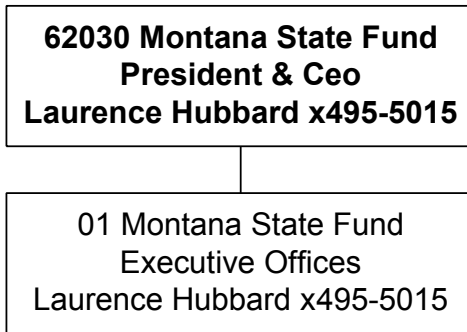 62030 Montana State Fund
President & Ceo
Laurence Hubbard x495-5015
01 Montana State Fund
Executive Offices
Laurence Hubbard x495-5015